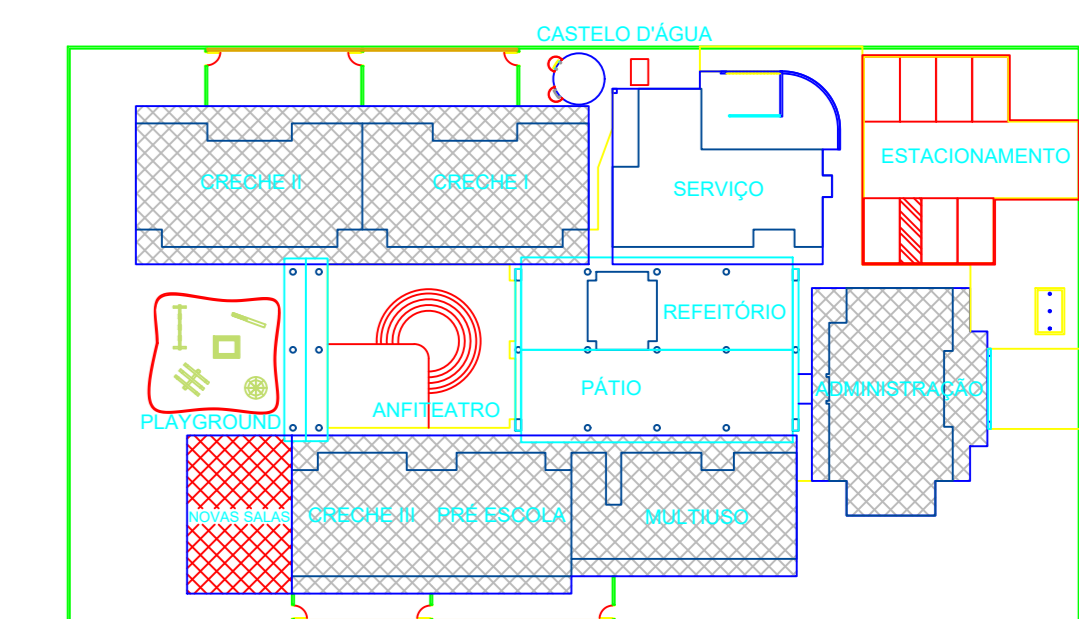 CASTELO D'ÁGUA
ESTACIONAMENTO
CRECHE II
CRECHE I
SERVIÇO
REFEITÓRIO
PÁTIO
ADMINISTRAÇÃO
ANFITEATRO
PLAYGROUND
NOVAS SALAS
CRECHE III
PRÉ ESCOLA
MULTIUSO